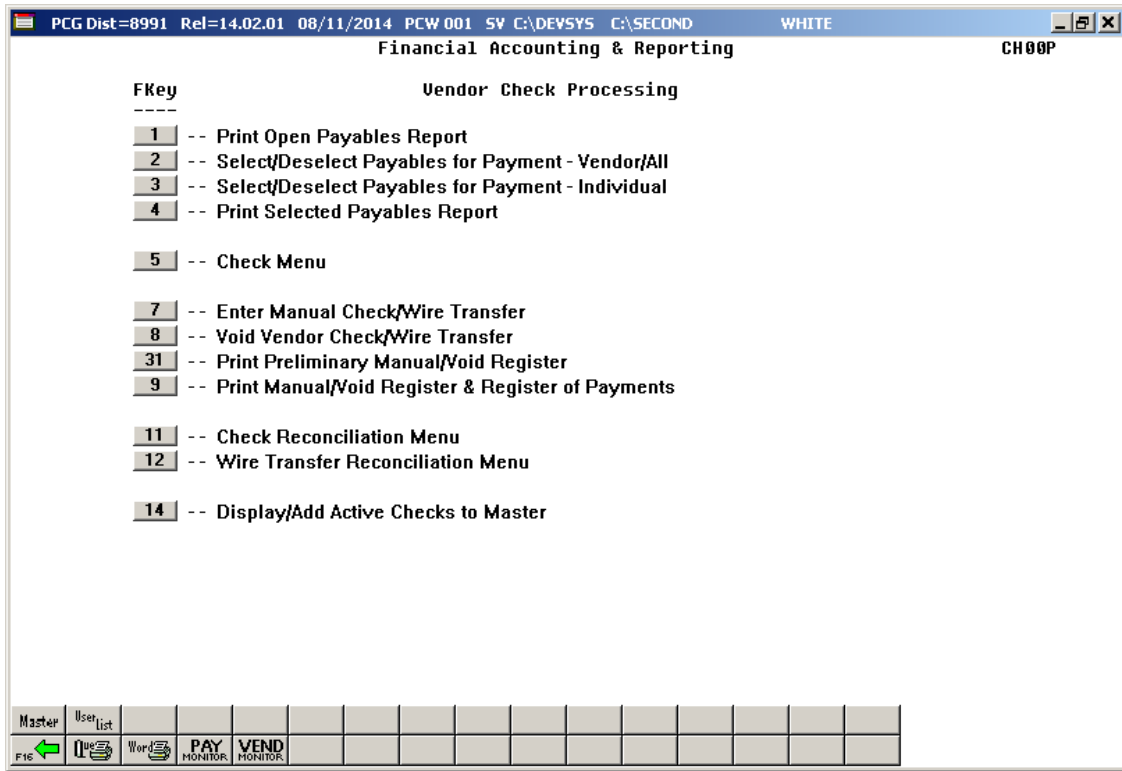 PCG Dist=8991 Rel=14.02.01 08/11/2014 PCW 001 SV C:\DEVSYS C:\SECOND WHITE
Financial Accounting & Reporting CH00P
FKey Vendor Check Processing
----
1 -- Print Open Payables Report
2 -- Select/Deselect Payables for Payment - Vendor/All
3 -- Select/Deselect Payables for Payment - Individual
4 -- Print Selected Payables Report
5 -- Check Menu
7 -- Enter Manual Check/Wire Transfer
8 -- Void Vendor Check/Wire Transfer
31 -- Print Preliminary Manual/Void Register
9 -- Print Manual/Void Register & Register of Payments
11 -- Check Reconciliation Menu
12 -- Wire Transfer Reconciliation Menu
14 -- Display/Add Active Checks to Master
Master User List
F16 Que Word PAY MONITOR VEND MONITOR